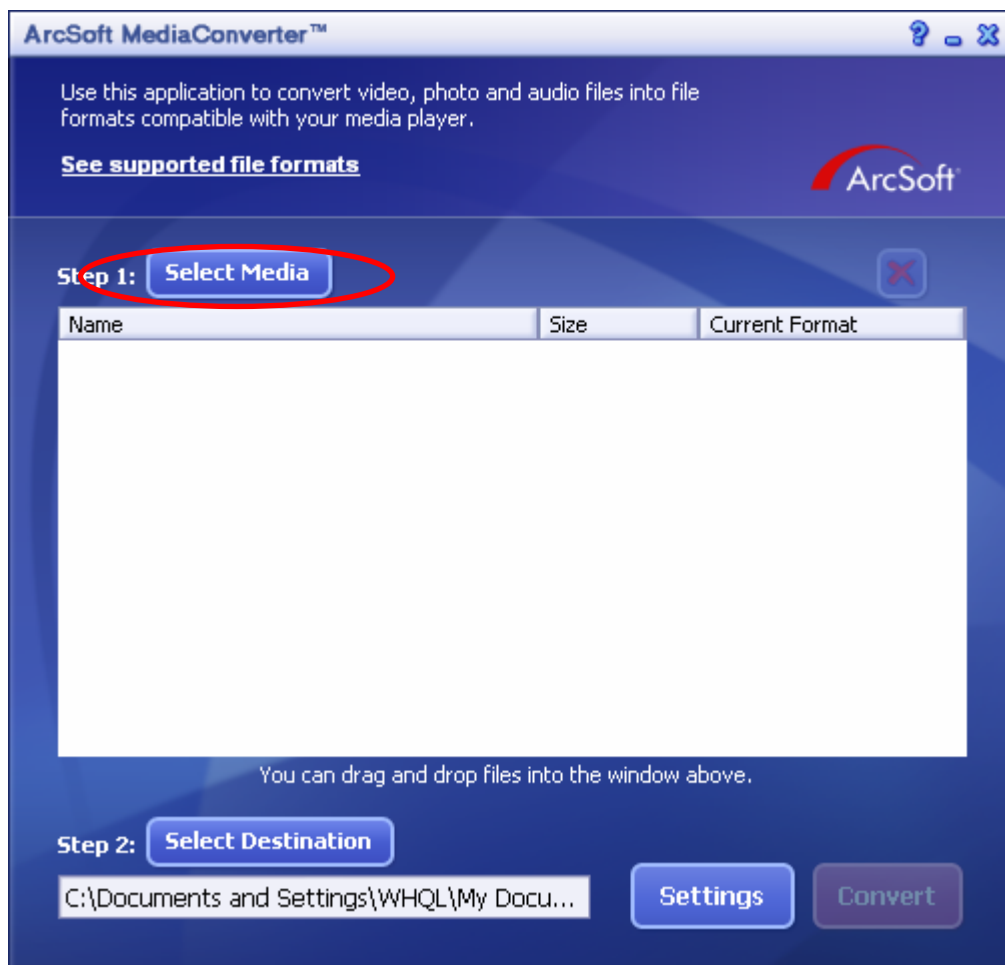 ArcSoft MediaConverter™
Use this application to convert video, photo and audio files into file
formats compatible with your media player.
See supported file formats
ArcSoft
Step 1: Select Media
Name Size Current Format
You can drag and drop files into the window above.
Step 2: Select Destination
C:\Documents and Settings\WHQL\My Docu...
Settings Convert